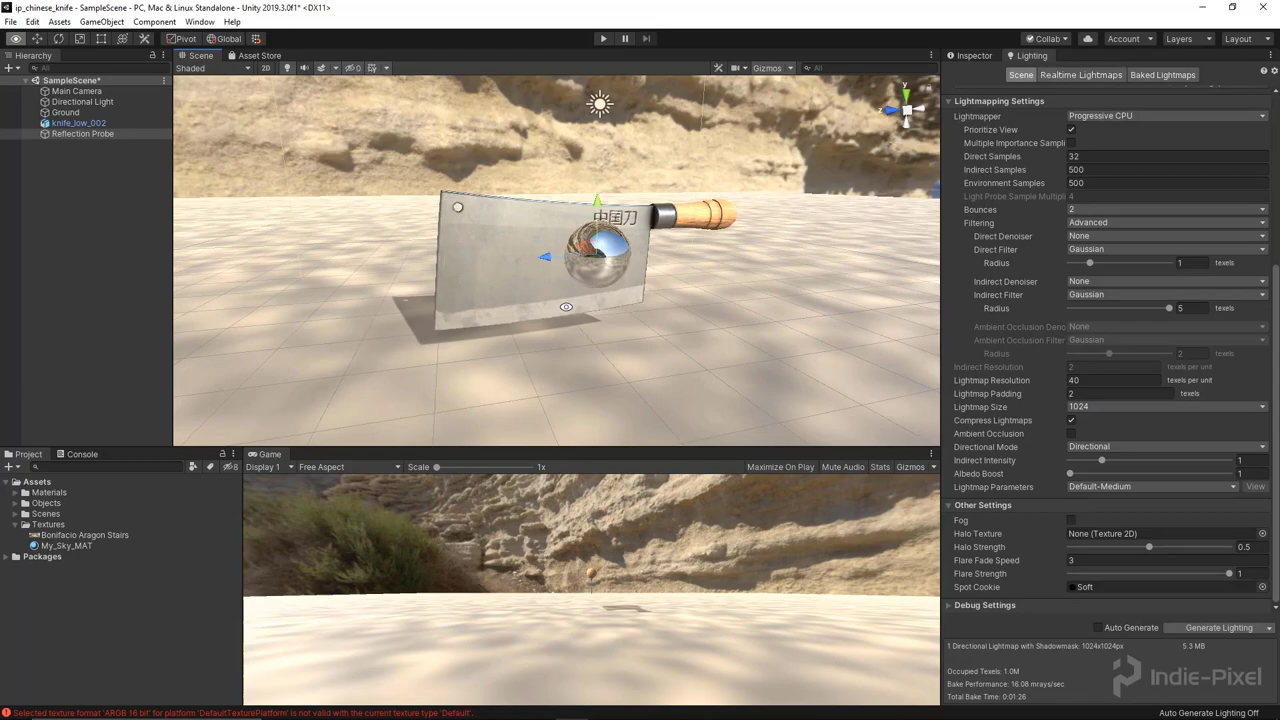 ip_chinese_knife - SampleScene - PC, Mac & Linux Standalone - Unity 2019.3.0f1* <DX11>
File Edit Assets GameObject Component Window Help
Pivot Global Collab Account Layers Layout
Hierarchy
All
SampleScene*
Main Camera
Directional Light
Ground
knife_low_002
Reflection Probe
Scene Asset Store
Shaded 2D 0 Gizmos All
中国刀
y
z
Project Console
8
Assets
Materials
Objects
Scenes
Textures
Bonifacio Aragon Stairs
My_Sky_MAT
Packages
Game
Display 1 Free Aspect Scale 1x Maximize On Play Mute Audio Stats Gizmos
Inspector Lighting
Scene Realtime Lightmaps Baked Lightmaps
Lightmapping Settings
Lightmapper Progressive CPU
Prioritize View
Multiple Importance Sampli
Direct Samples 32
Indirect Samples 500
Environment Samples 500
Light Probe Sample Multipl 4
Bounces 2
Filtering Advanced
Direct Denoiser None
Direct Filter Gaussian
Radius 1 texels
Indirect Denoiser None
Indirect Filter Gaussian
Radius 5 texels
Ambient Occlusion Deno None
Ambient Occlusion Filter Gaussian
Radius 2 texels
Indirect Resolution 2 texels per unit
Lightmap Resolution 40 texels per unit
Lightmap Padding 2 texels
Lightmap Size 1024
Compress Lightmaps
Ambient Occlusion
Directional Mode Directional
Indirect Intensity 1
Albedo Boost 1
Lightmap Parameters Default-Medium View
Other Settings
Fog
Halo Texture None (Texture 2D)
Halo Strength 0.5
Flare Fade Speed 3
Flare Strength 1
Spot Cookie Soft
Debug Settings
Auto Generate Generate Lighting
1 Directional Lightmap with Shadowmask: 1024x1024px 5.3 MB
Occupied Texels: 1.0M
Bake Performance: 16.08 mrays/sec
Total Bake Time: 0:01:26
Indie-Pixel
Selected texture format 'ARGB 16 bit' for platform 'DefaultTexturePlatform' is not valid with the current texture type 'Default'.
Auto Generate Lighting Off